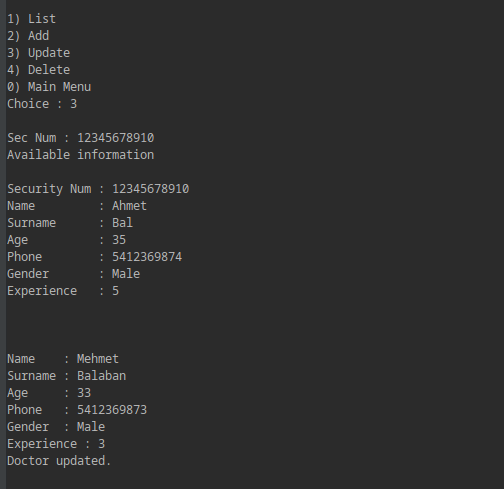 1) List
2) Add
3) Update
4) Delete
0) Main Menu
Choice : 3
Sec Num : 12345678910
Available information
Security Num : 12345678910
Name         : Ahmet
Surname      : Bal
Age          : 35
Phone        : 5412369874
Gender       : Male
Experience   : 5
Name    : Mehmet
Surname : Balaban
Age     : 33
Phone   : 5412369873
Gender  : Male
Experience : 3
Doctor updated.